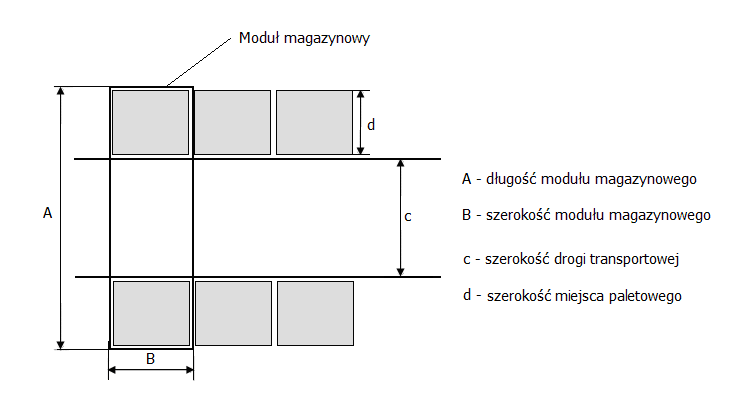 Moduł magazynowy
d
A - długość modułu magazynowego
A
c
B - szerokość modułu magazynowego
c - szerokość drogi transportowej
d - szerokość miejsca paletowego
B